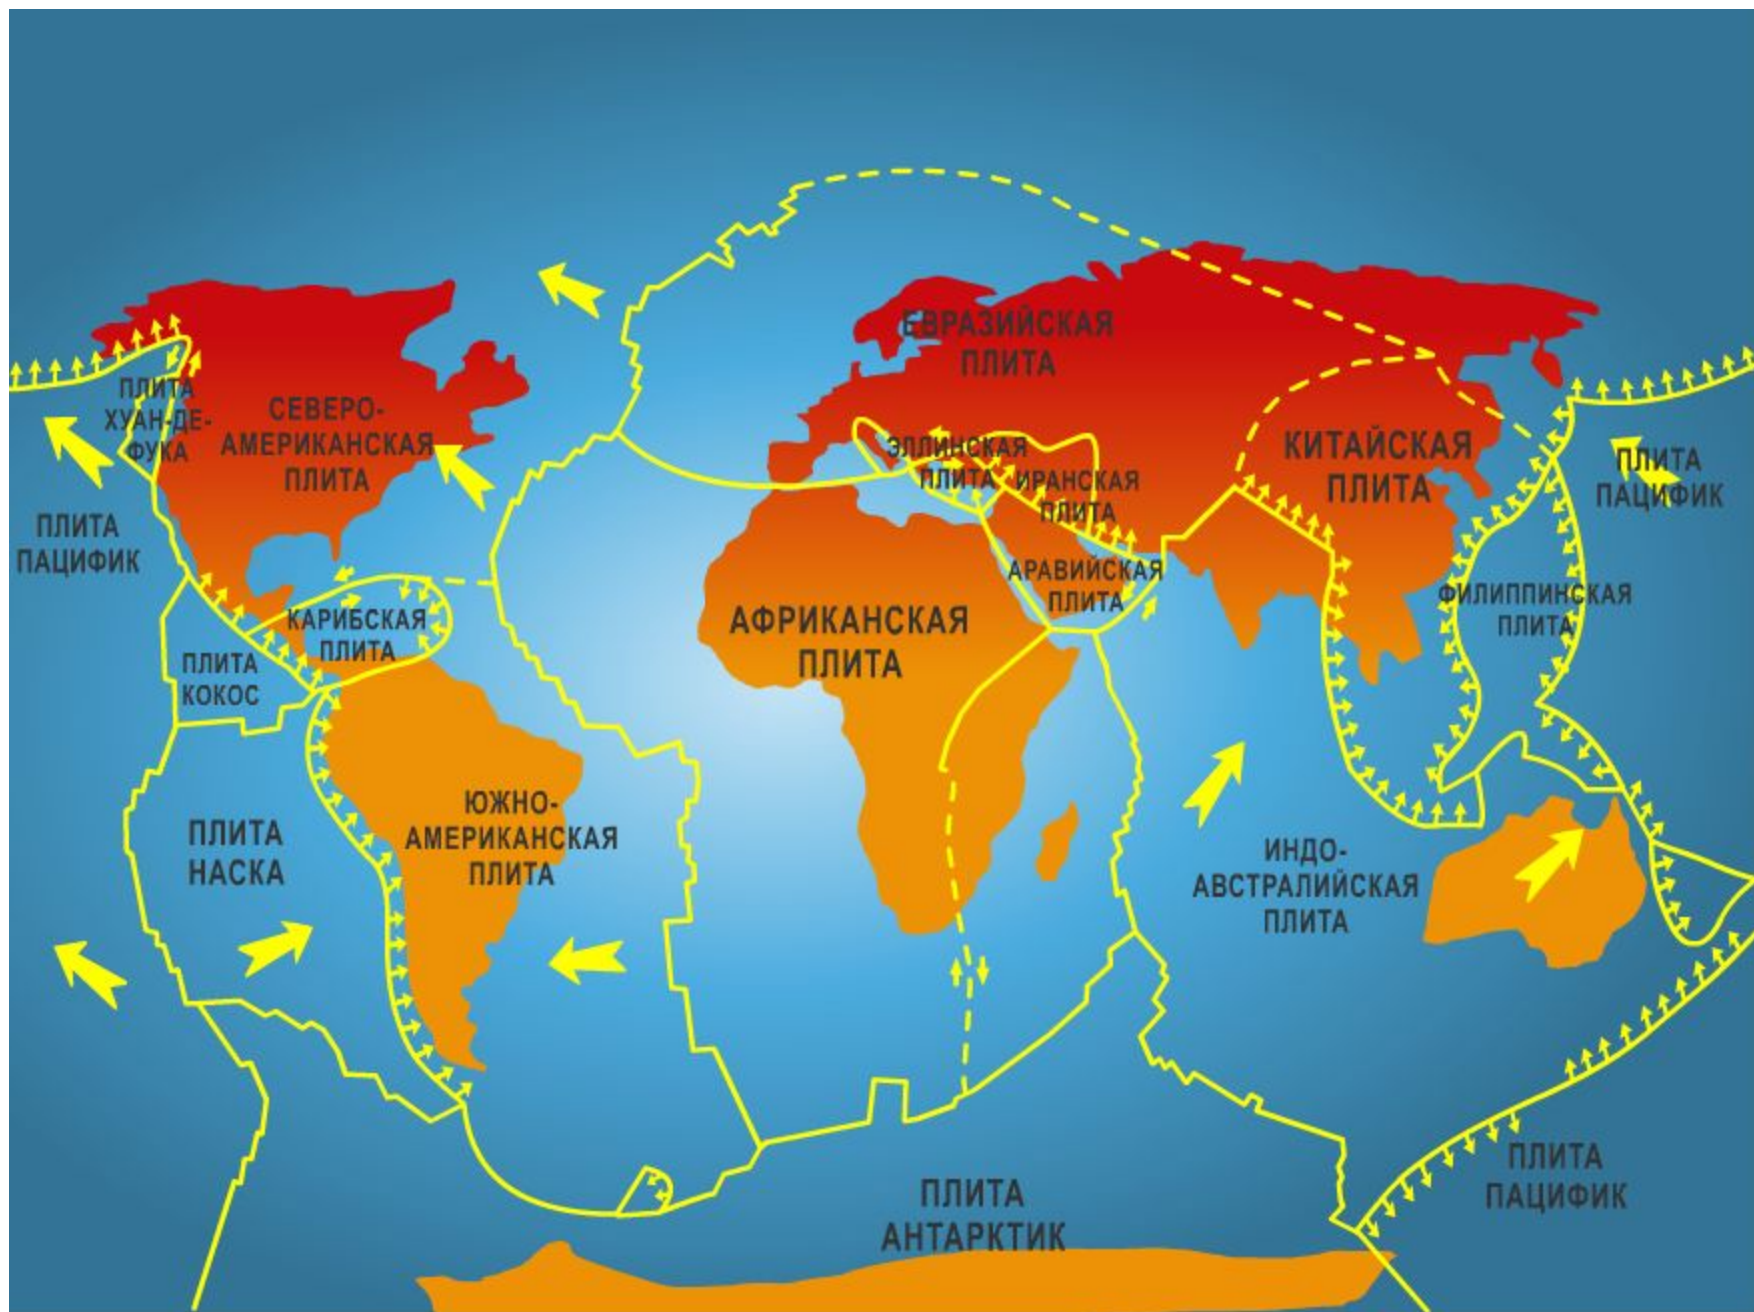 ЕВРАЗИЙСКАЯ
ПЛИТА
ПЛИТА
ХУАН-ДЕ-
ФУКА
СЕВЕРО-
АМЕРИКАНСКАЯ
ПЛИТА
ЭЛЛИНСКАЯ
ПЛИТА
ИРАНСКАЯ
ПЛИТА
КИТАЙСКАЯ
ПЛИТА
ПЛИТА
ПАЦИФИК
ПЛИТА
ПАЦИФИК
АРАВИЙСКАЯ
ПЛИТА
ФИЛИППИНСКАЯ
ПЛИТА
КАРИБСКАЯ
ПЛИТА
АФРИКАНСКАЯ
ПЛИТА
ПЛИТА
КОКОС
ПЛИТА
НАСКА
ЮЖНО-
АМЕРИКАНСКАЯ
ПЛИТА
ИНДО-
АВСТРАЛИЙСКАЯ
ПЛИТА
ПЛИТА
ПАЦИФИК
ПЛИТА
АНТАРКТИК